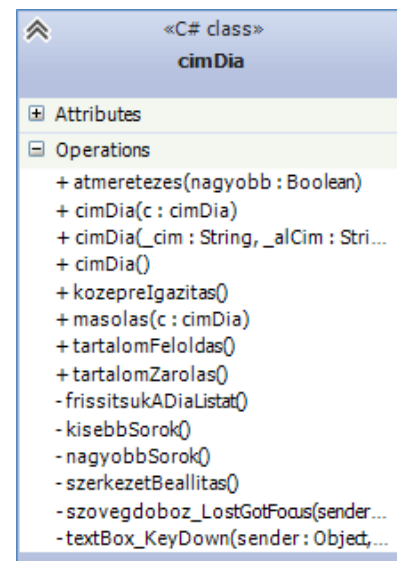 «C# class»
cimDia
Attributes
Operations
+ atmeretezes(nagyobb : Boolean)
+ cimDia(c : cimDia)
+ cimDia(_cim : String, _alCim : Stri...
+ cimDia()
+ kozepreIgazitas()
+ masolas(c : cimDia)
+ tartalomFeloldas()
+ tartalomZarolas()
- frissitsukADiaListat()
- kisebbSorok()
- nagyobbSorok()
- szerkezetBeallitas()
- szovegdoboz_LostGotFocus(sender...
- textBox_KeyDown(sender : Object,...